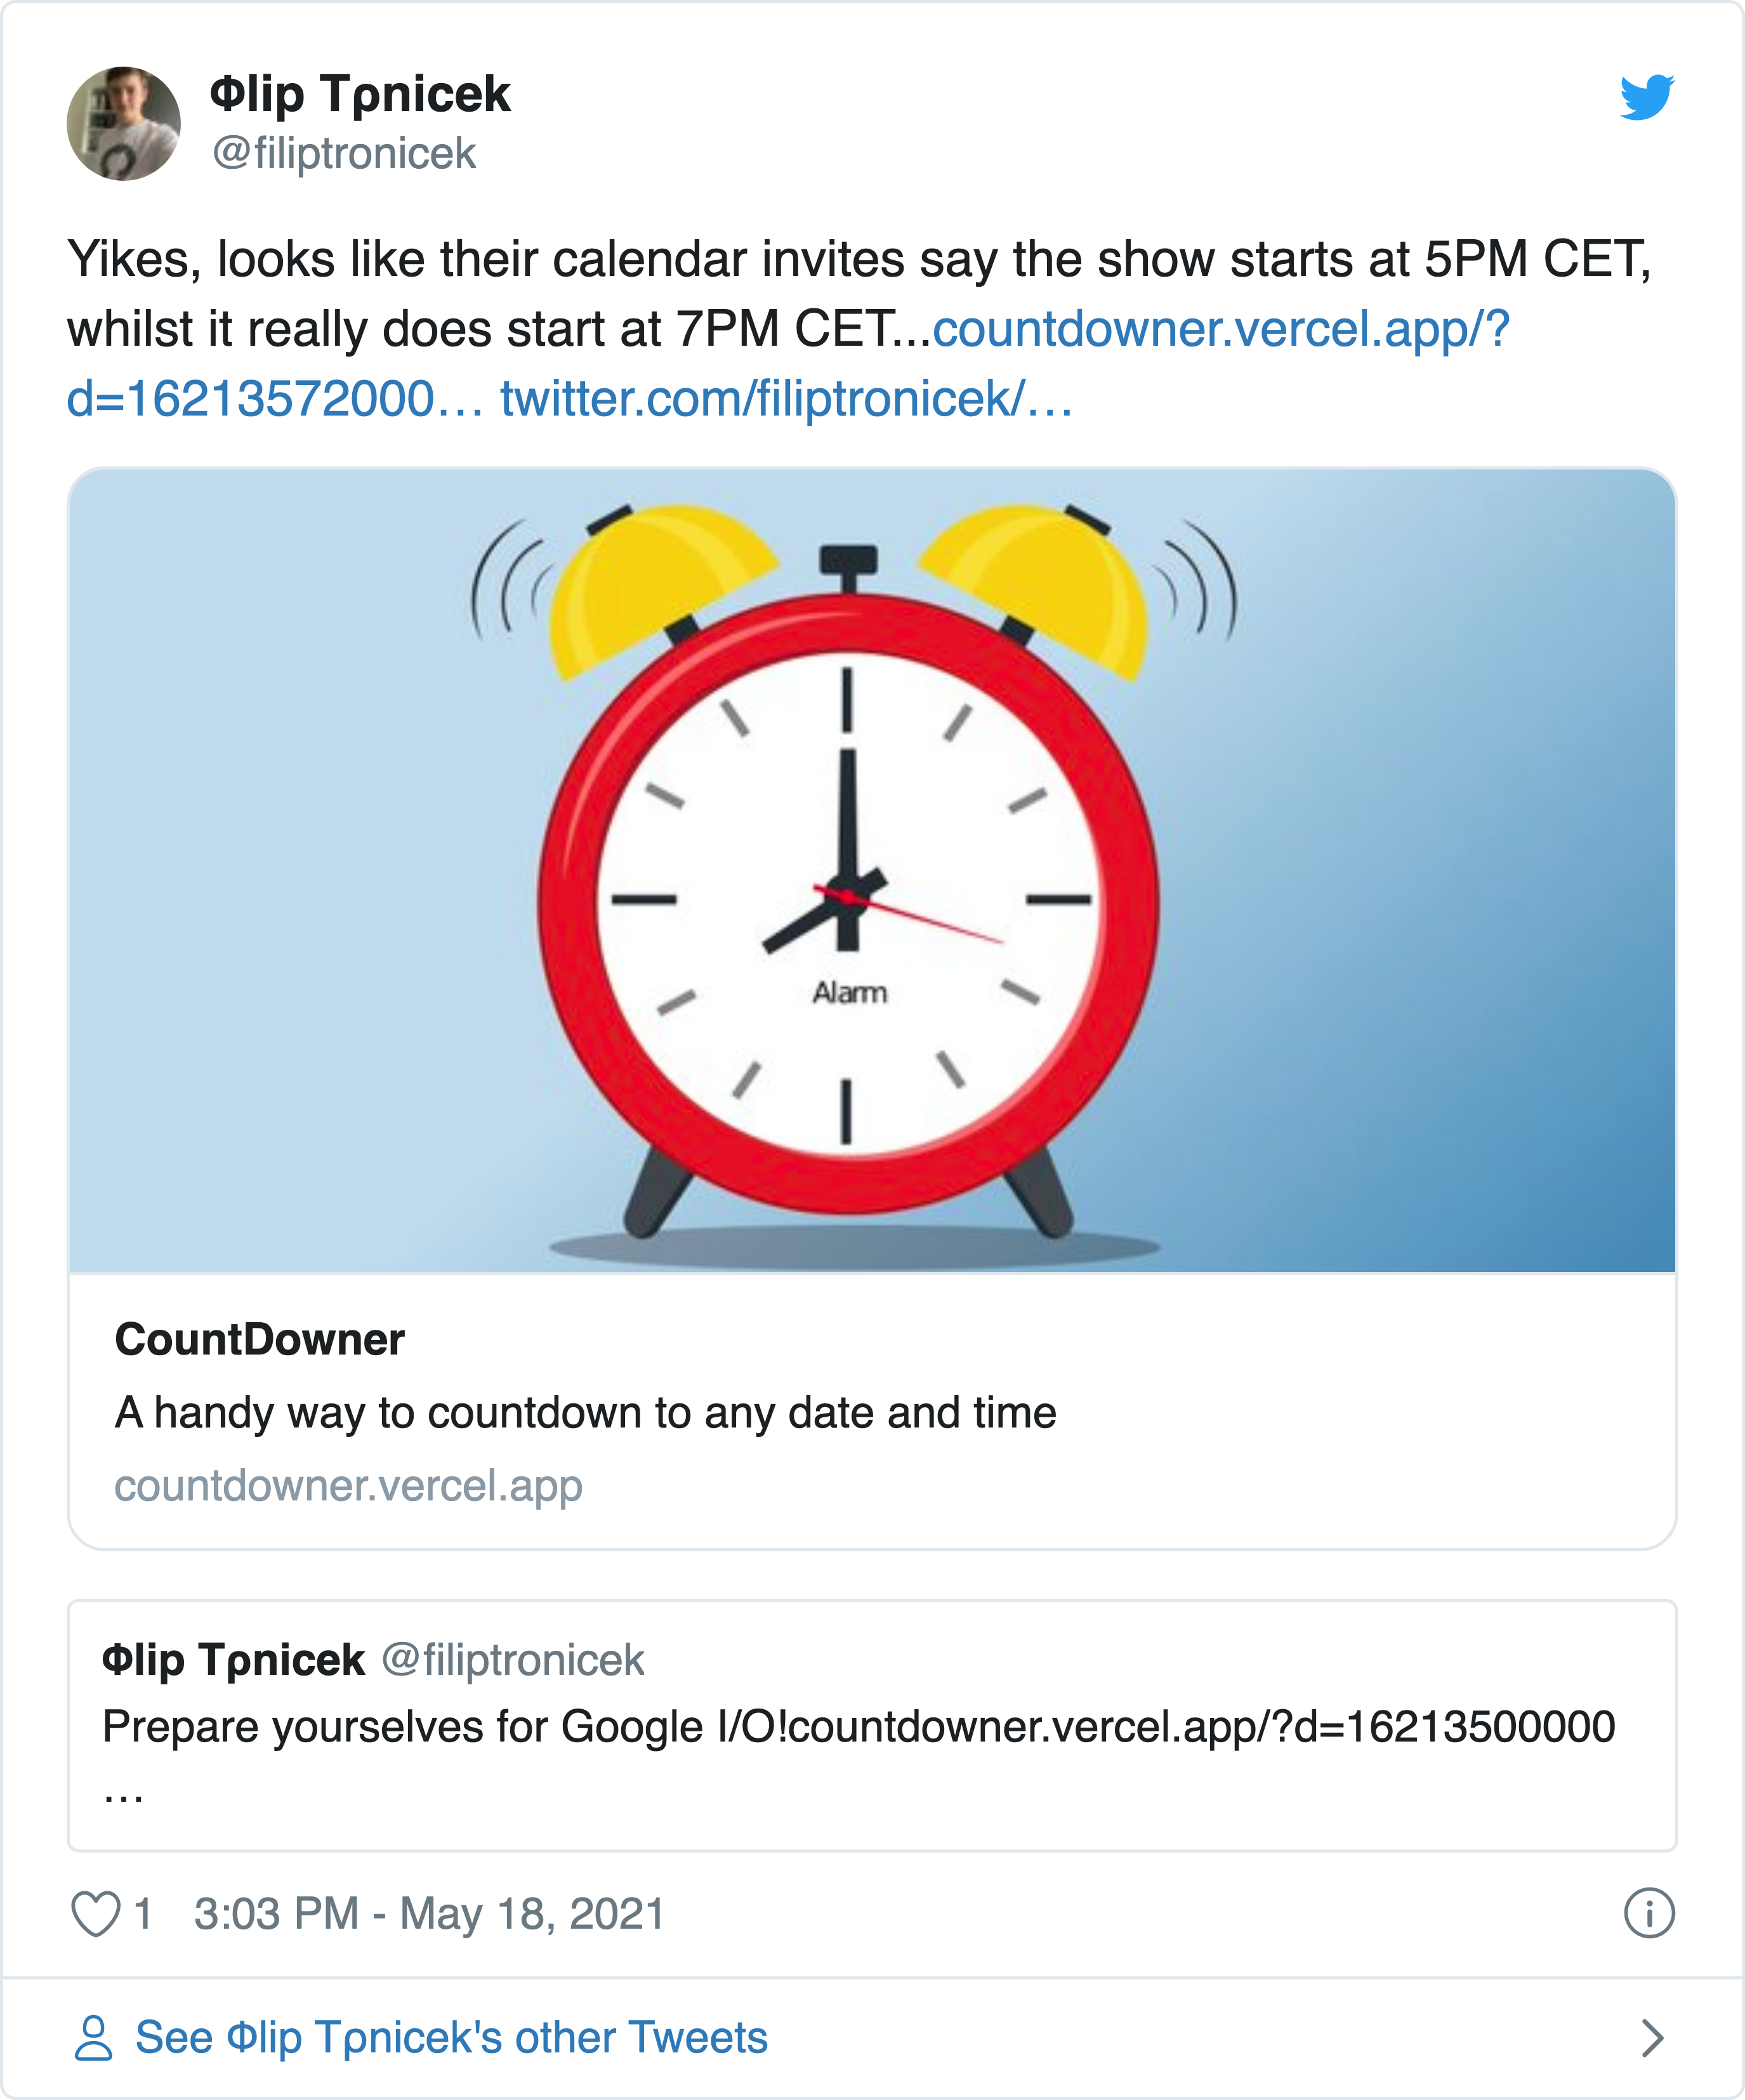 Φlip Tρnicek
@filiptronicek
Yikes, looks like their calendar invites say the show starts at 5PM CET,
whilst it really does start at 7PM CET...countdowner.vercel.app/?
d=16213572000… twitter.com/filiptronicek/…
Alarm
CountDowner
A handy way to countdown to any date and time
countdowner.vercel.app
Φlip Tρnicek @filiptronicek
Prepare yourselves for Google I/O!countdowner.vercel.app/?d=16213500000
…
1 3:03 PM - May 18, 2021
See Φlip Tρnicek's other Tweets